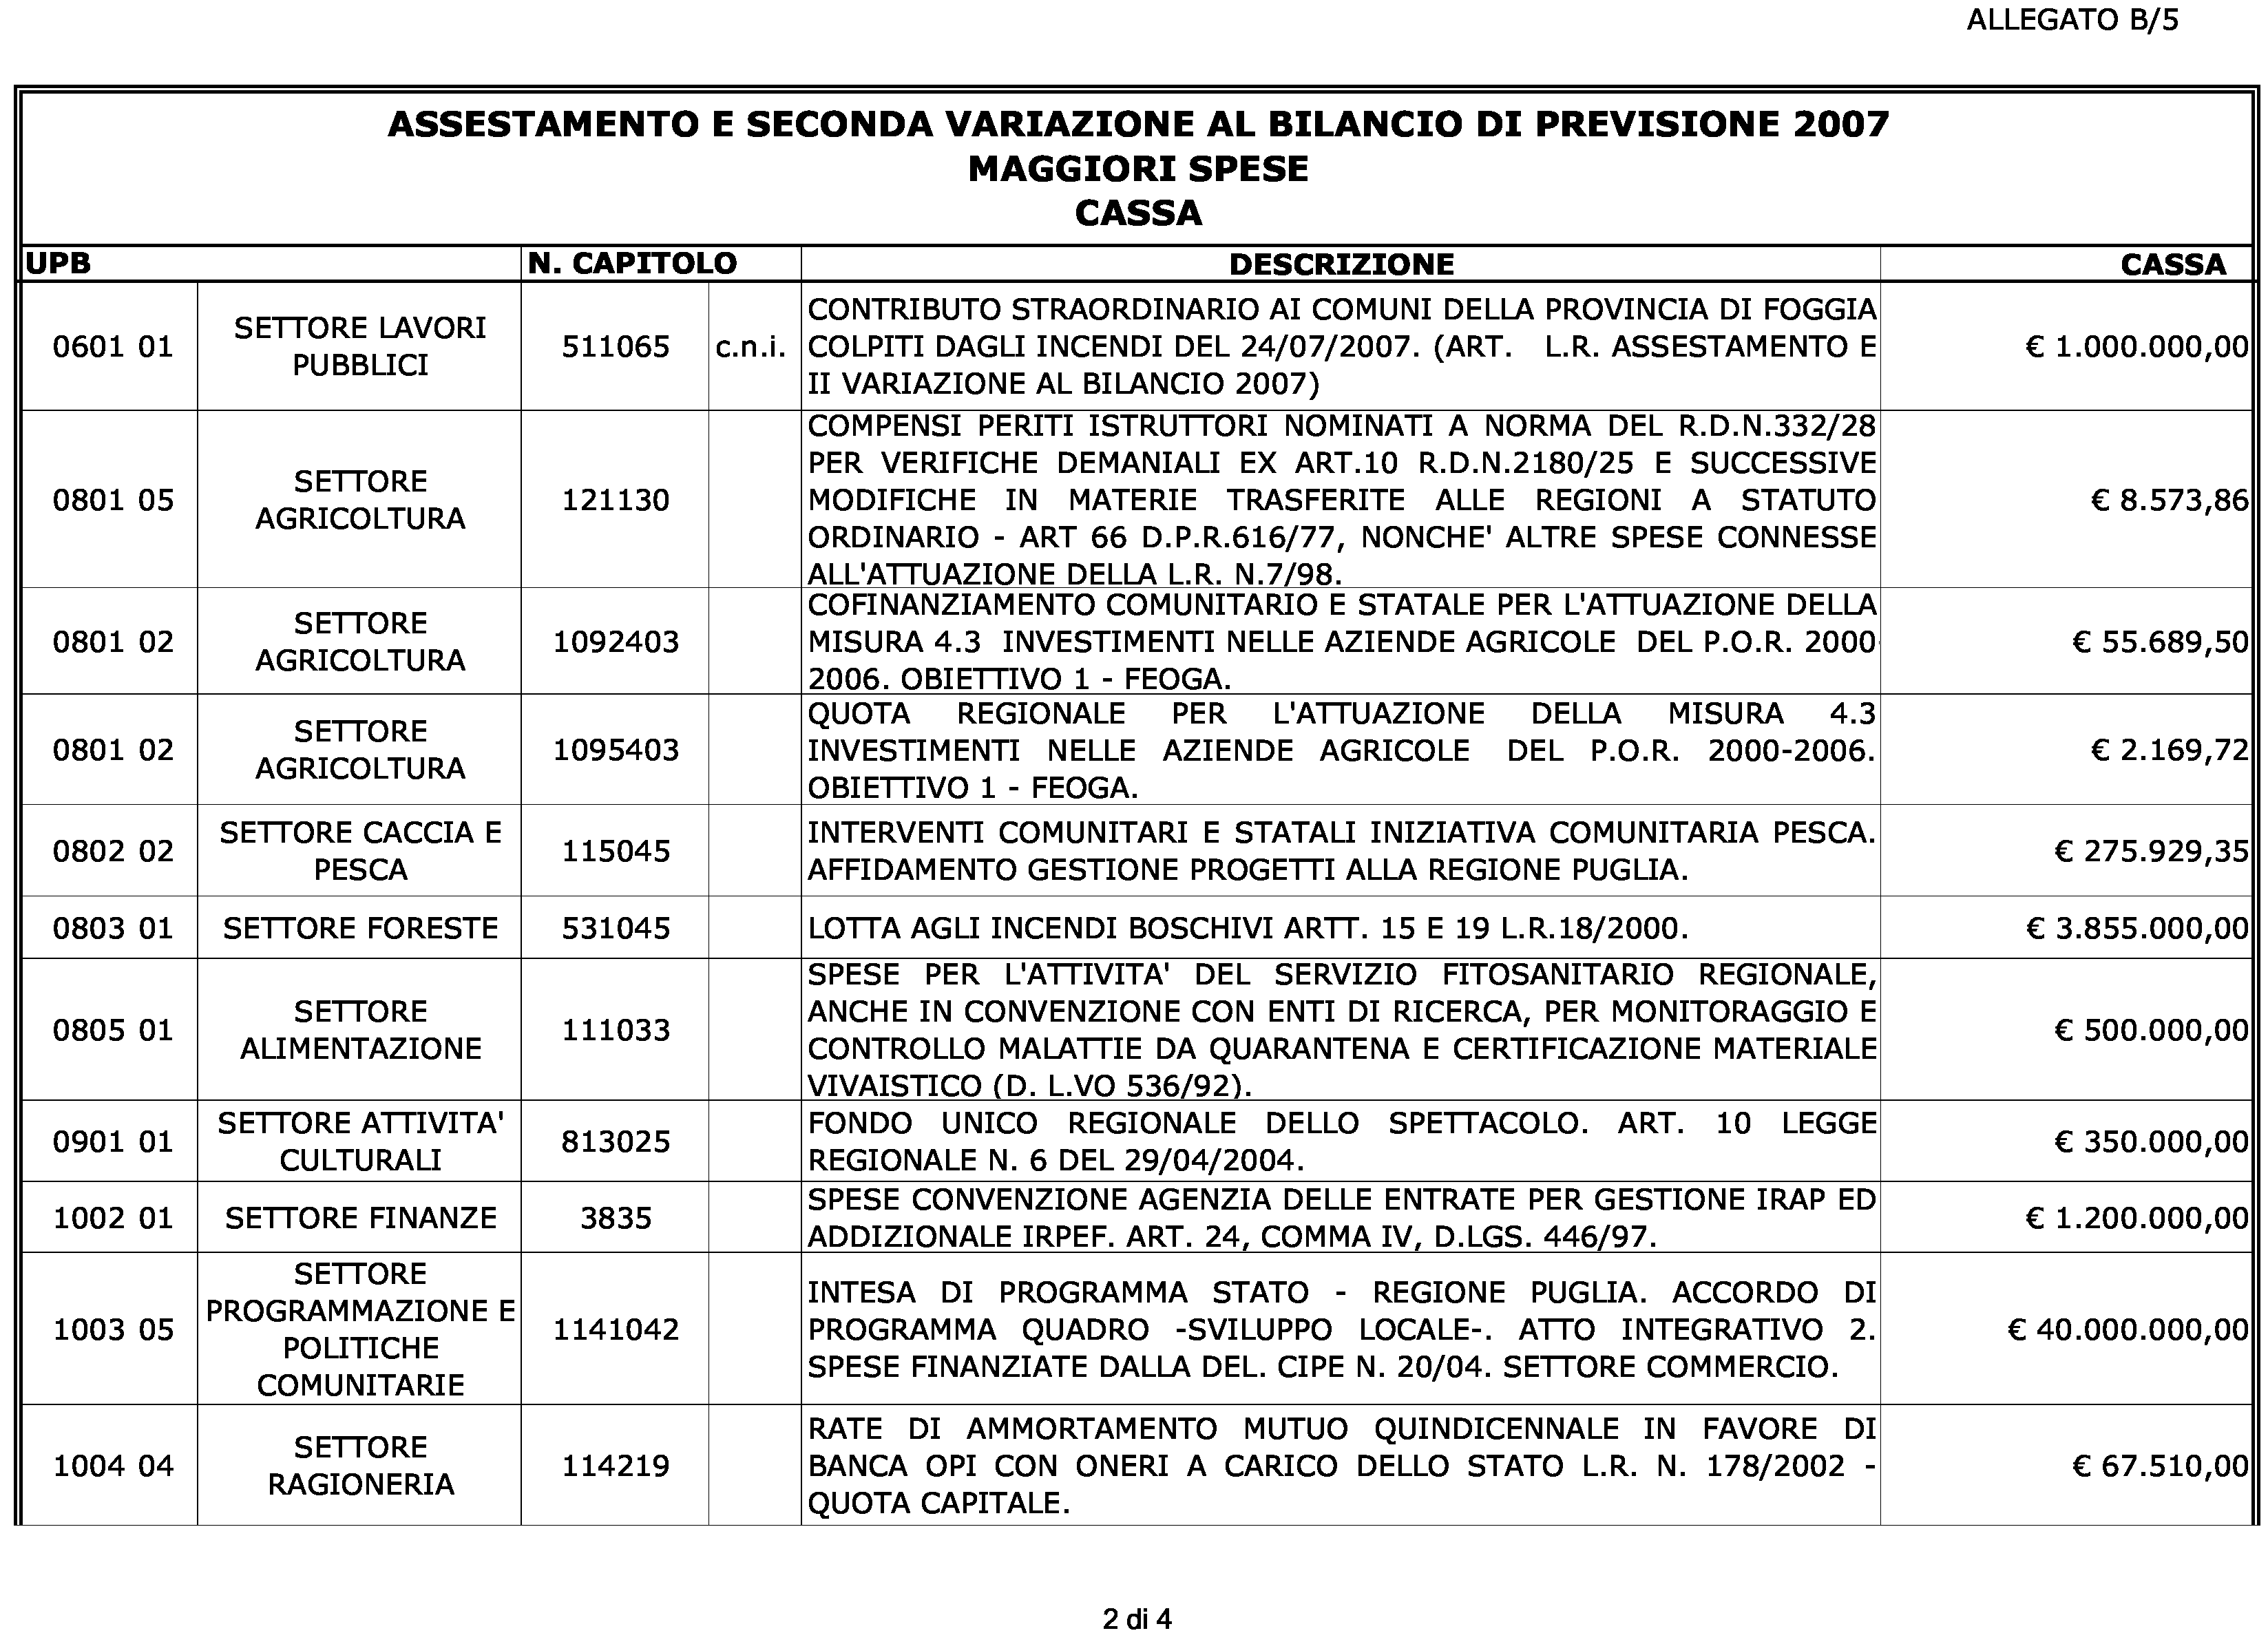 ALLEGATO B/5
ASSESTAMENTO E SECONDA VARIAZIONE AL BILANCIO DI PREVISIONE 2007
MAGGIORI SPESE
CASSA
UPB N. CAPITOLO DESCRIZIONE CASSA
0601 01
SETTORE LAVORI
PUBBLICI
511065
c.n.i.
CONTRIBUTO STRAORDINARIO AI COMUNI DELLA PROVINCIA DI FOGGIA
COLPITI DAGLI INCENDI DEL 24/07/2007. (ART. L.R. ASSESTAMENTO E
II VARIAZIONE AL BILANCIO 2007)
€ 1.000.000,00
0801 05
SETTORE
AGRICOLTURA
121130
COMPENSI PERITI ISTRUTTORI NOMINATI A NORMA DEL R.D.N.332/28
PER VERIFICHE DEMANIALI EX ART.10 R.D.N.2180/25 E SUCCESSIVE
MODIFICHE IN MATERIE TRASFERITE ALLE REGIONI A STATUTO
ORDINARIO - ART 66 D.P.R.616/77, NONCHE' ALTRE SPESE CONNESSE
ALL'ATTUAZIONE DELLA L.R. N.7/98.
€ 8.573,86
0801 02
SETTORE
AGRICOLTURA
1092403
COFINANZIAMENTO COMUNITARIO E STATALE PER L'ATTUAZIONE DELLA
MISURA 4.3 INVESTIMENTI NELLE AZIENDE AGRICOLE DEL P.O.R. 2000-
2006. OBIETTIVO 1 - FEOGA.
€ 55.689,50
0801 02
SETTORE
AGRICOLTURA
1095403
QUOTA REGIONALE PER L'ATTUAZIONE DELLA MISURA 4.3
INVESTIMENTI NELLE AZIENDE AGRICOLE DEL P.O.R. 2000-2006.
OBIETTIVO 1 - FEOGA.
€ 2.169,72
0802 02
SETTORE CACCIA E
PESCA
115045
INTERVENTI COMUNITARI E STATALI INIZIATIVA COMUNITARIA PESCA.
AFFIDAMENTO GESTIONE PROGETTI ALLA REGIONE PUGLIA.
€ 275.929,35
0803 01
SETTORE FORESTE
531045
LOTTA AGLI INCENDI BOSCHIVI ARTT. 15 E 19 L.R.18/2000.
€ 3.855.000,00
0805 01
SETTORE
ALIMENTAZIONE
111033
SPESE PER L'ATTIVITA' DEL SERVIZIO FITOSANITARIO REGIONALE,
ANCHE IN CONVENZIONE CON ENTI DI RICERCA, PER MONITORAGGIO E
CONTROLLO MALATTIE DA QUARANTENA E CERTIFICAZIONE MATERIALE
VIVAISTICO (D. L.VO 536/92).
€ 500.000,00
0901 01
SETTORE ATTIVITA'
CULTURALI
813025
FONDO UNICO REGIONALE DELLO SPETTACOLO. ART. 10 LEGGE
REGIONALE N. 6 DEL 29/04/2004.
€ 350.000,00
1002 01
SETTORE FINANZE
3835
SPESE CONVENZIONE AGENZIA DELLE ENTRATE PER GESTIONE IRAP ED
ADDIZIONALE IRPEF. ART. 24, COMMA IV, D.LGS. 446/97.
€ 1.200.000,00
1003 05
SETTORE
PROGRAMMAZIONE E
POLITICHE
COMUNITARIE
1141042
INTESA DI PROGRAMMA STATO - REGIONE PUGLIA. ACCORDO DI
PROGRAMMA QUADRO -SVILUPPO LOCALE-. ATTO INTEGRATIVO 2.
SPESE FINANZIATE DALLA DEL. CIPE N. 20/04. SETTORE COMMERCIO.
€ 40.000.000,00
1004 04
SETTORE
RAGIONERIA
114219
RATE DI AMMORTAMENTO MUTUO QUINDICENNALE IN FAVORE DI
BANCA OPI CON ONERI A CARICO DELLO STATO L.R. N. 178/2002 -
QUOTA CAPITALE.
€ 67.510,00
2 di 4